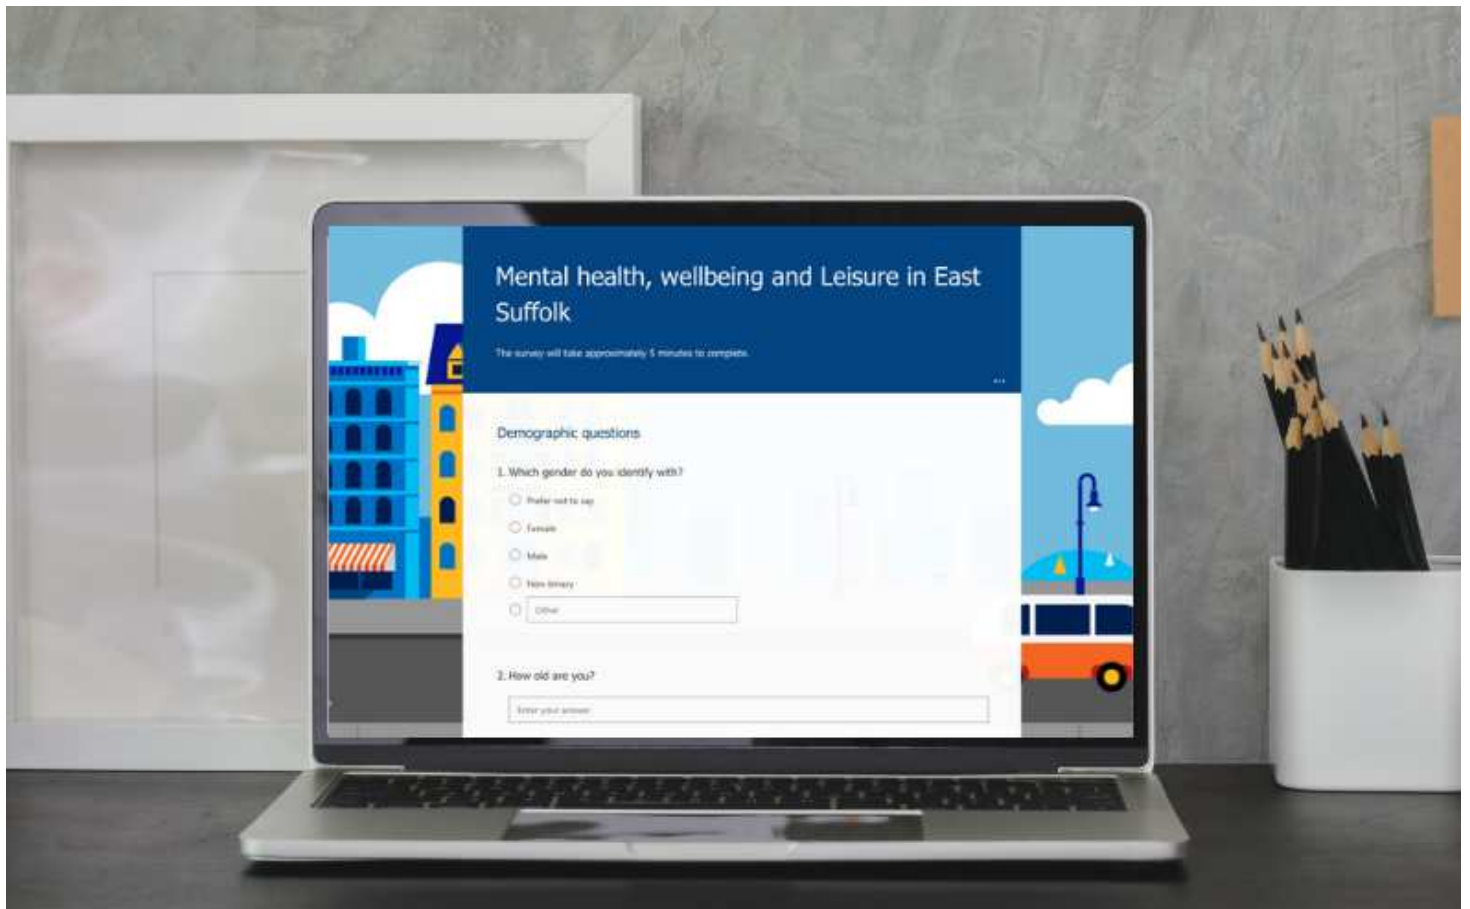 Mental health, wellbeing and Leisure in East
Suffolk
The survey will take approximately 5 minutes to complete.
...
Demographic questions
1. Which gender do you identify with?
Prefer not to say
Female
Male
Non-binary
Other
2. How old are you?
Enter your answer